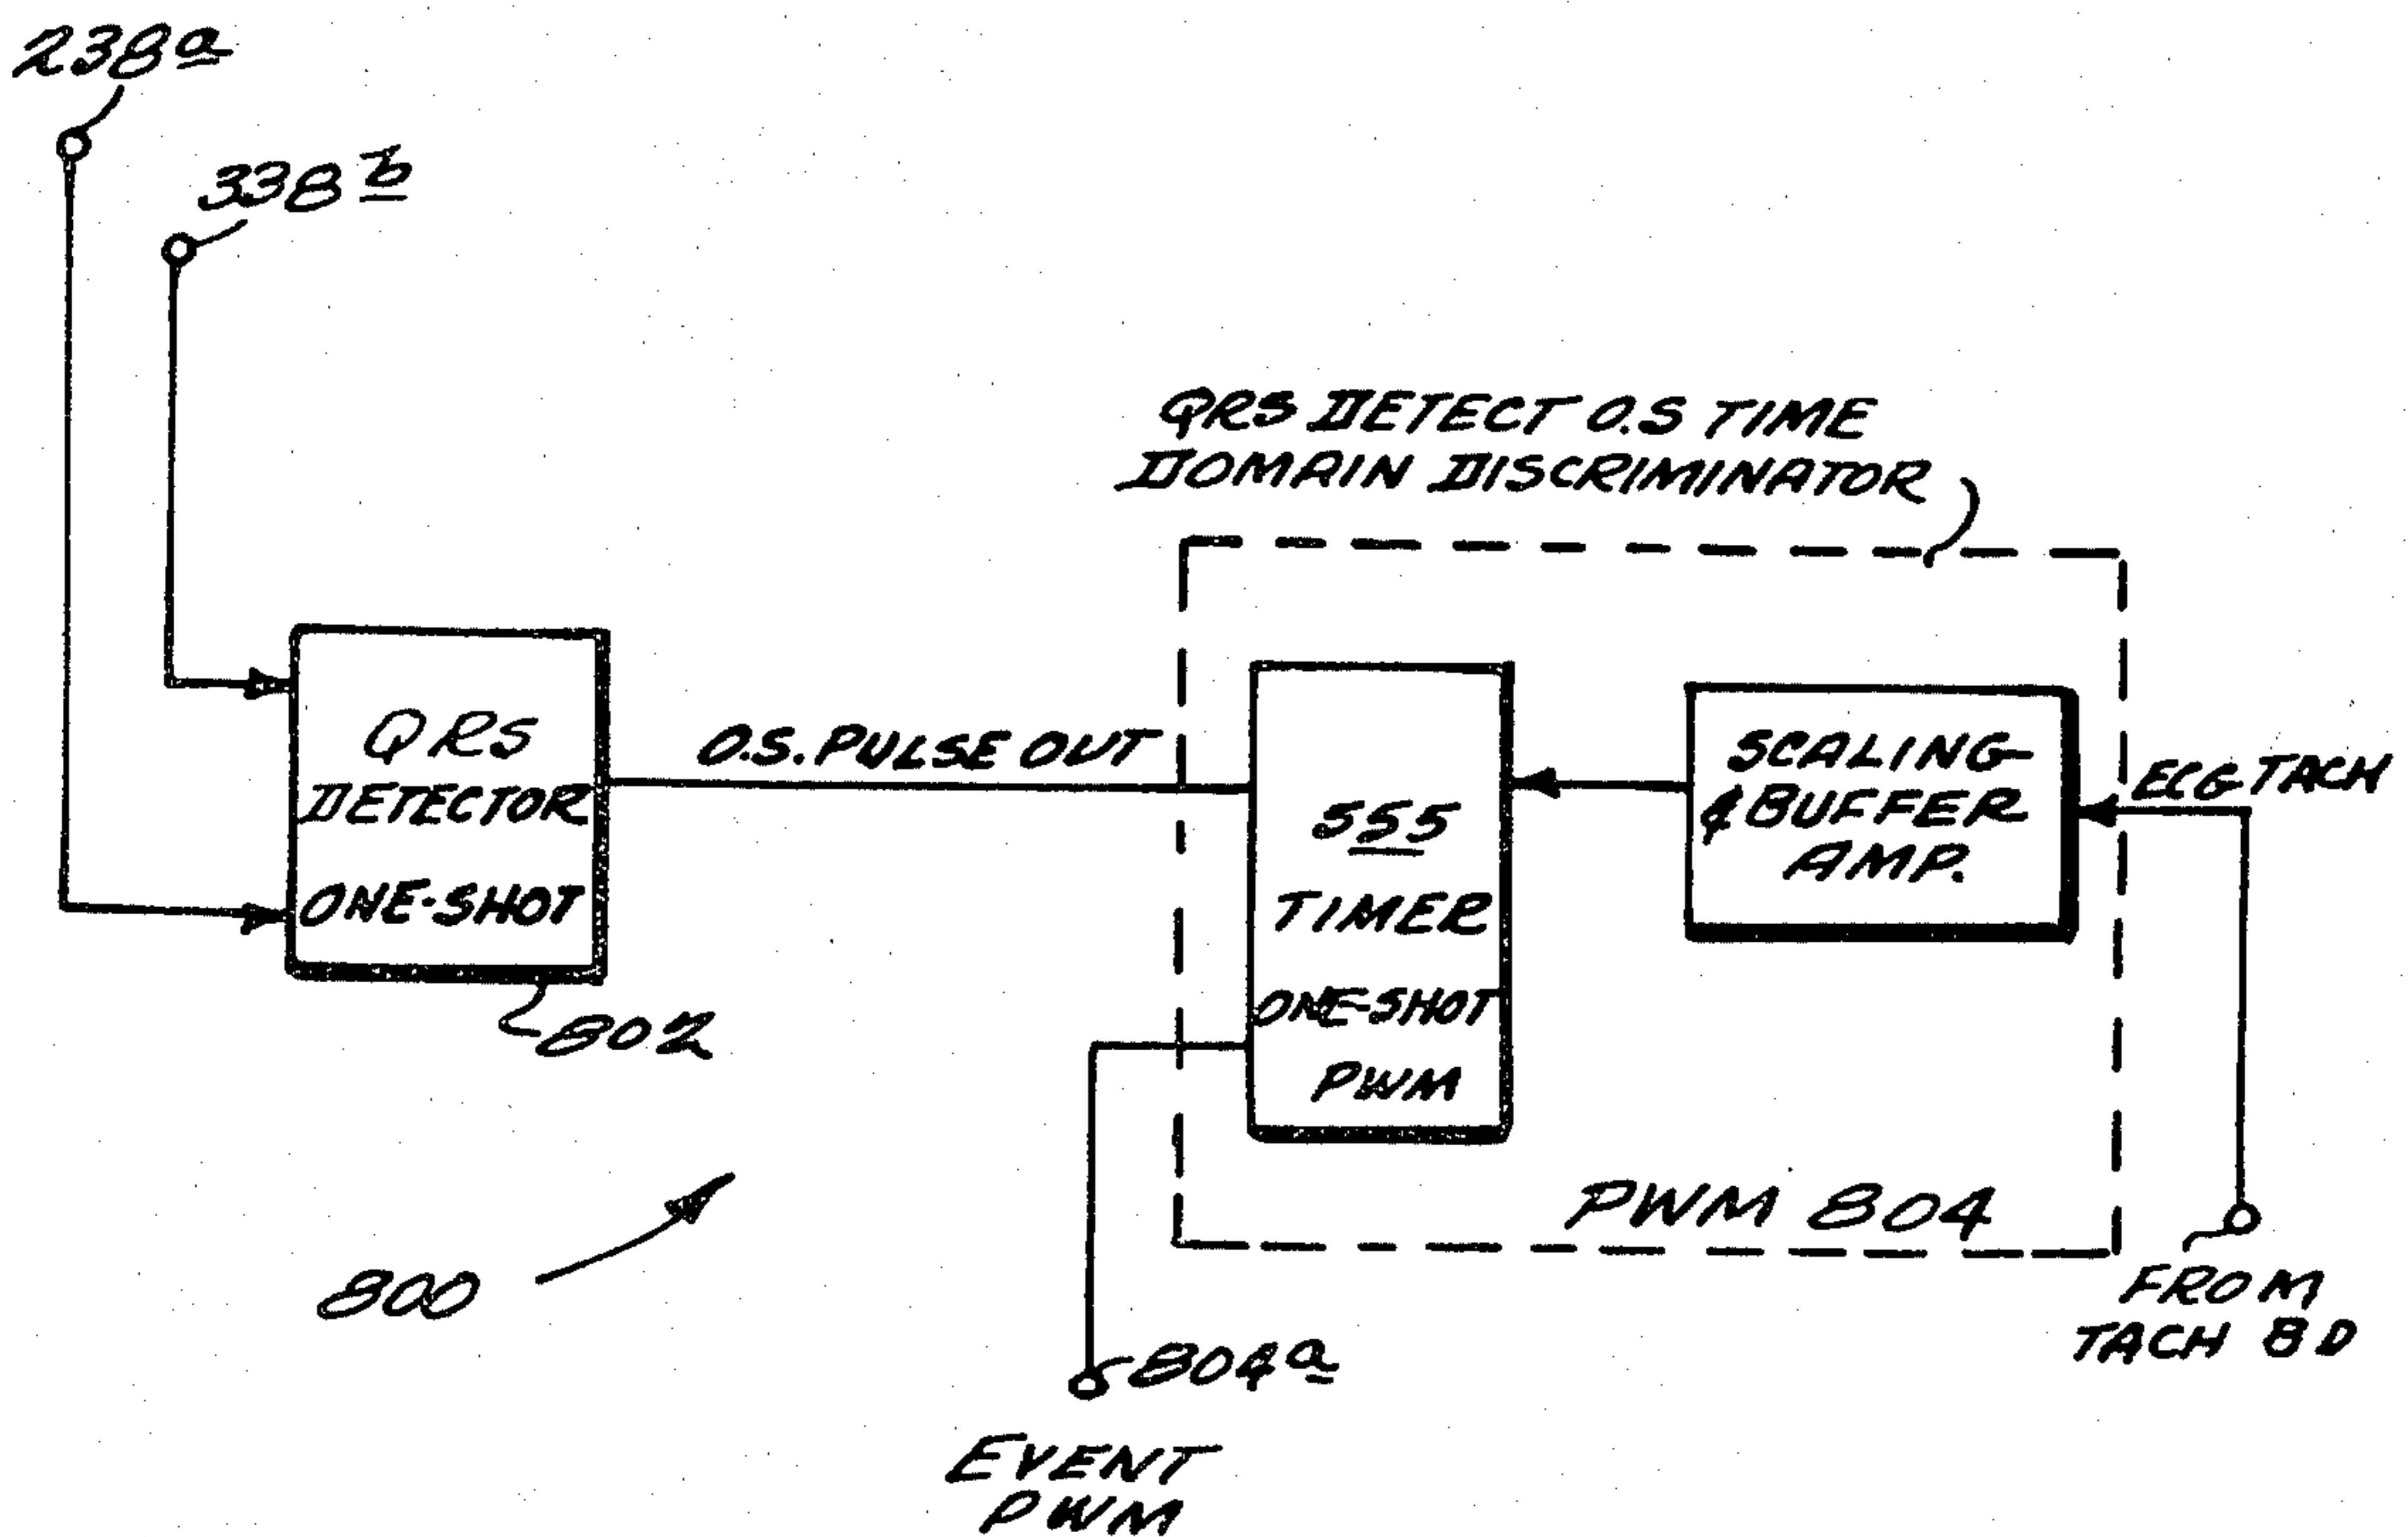 238a
338b
QRS DETECT O.S TIME
DOMAIN DISCRIMINATOR
QRS
DETECTOR
ONE-SHOT
802
O.S. PULSE OUT
555
TIMER
ONE-SHOT
PWM
SCALING
& BUFFER
AMP.
ECG TACH
PWM 804
FROM
TACH 8D
800
804a
EVENT
PWM